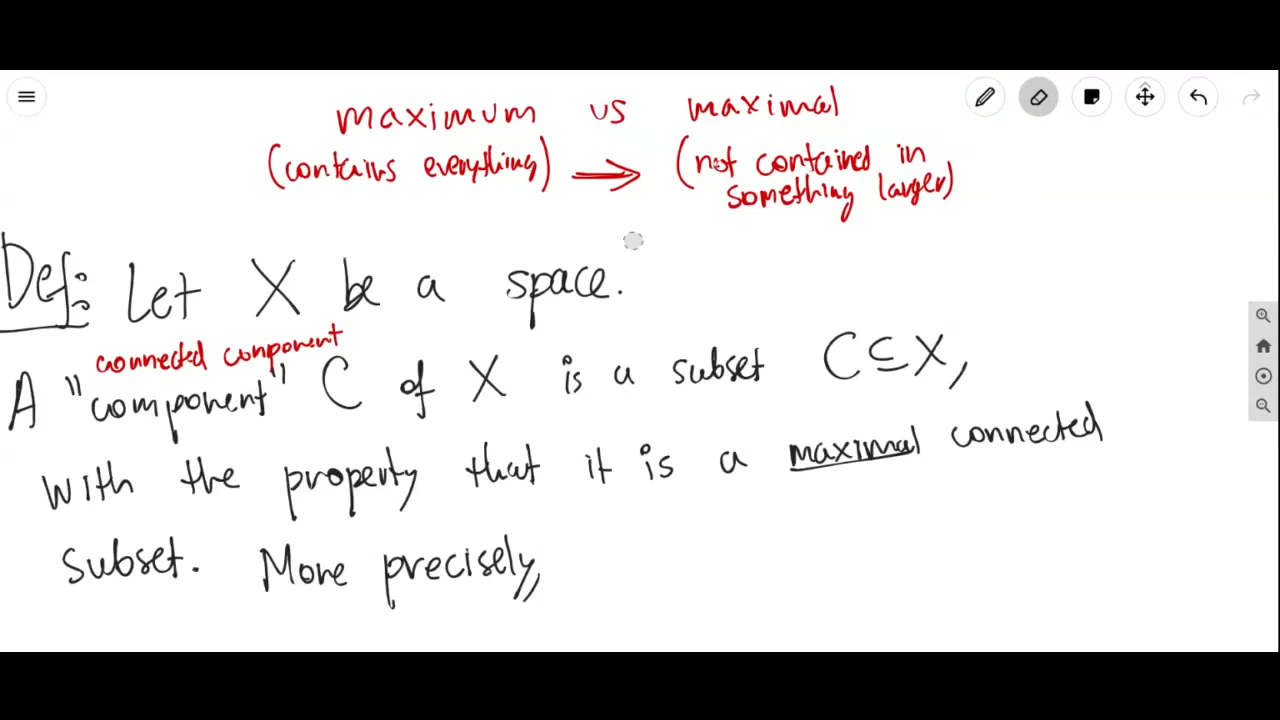 maximum vs maximal
(contains everything) ⇒ (not contained in
something larger)
Def: Let X be a space.
connected component
A "component" C of X is a subset C ⊆ X,
with the property that it is a maximal connected
subset. More precisely,